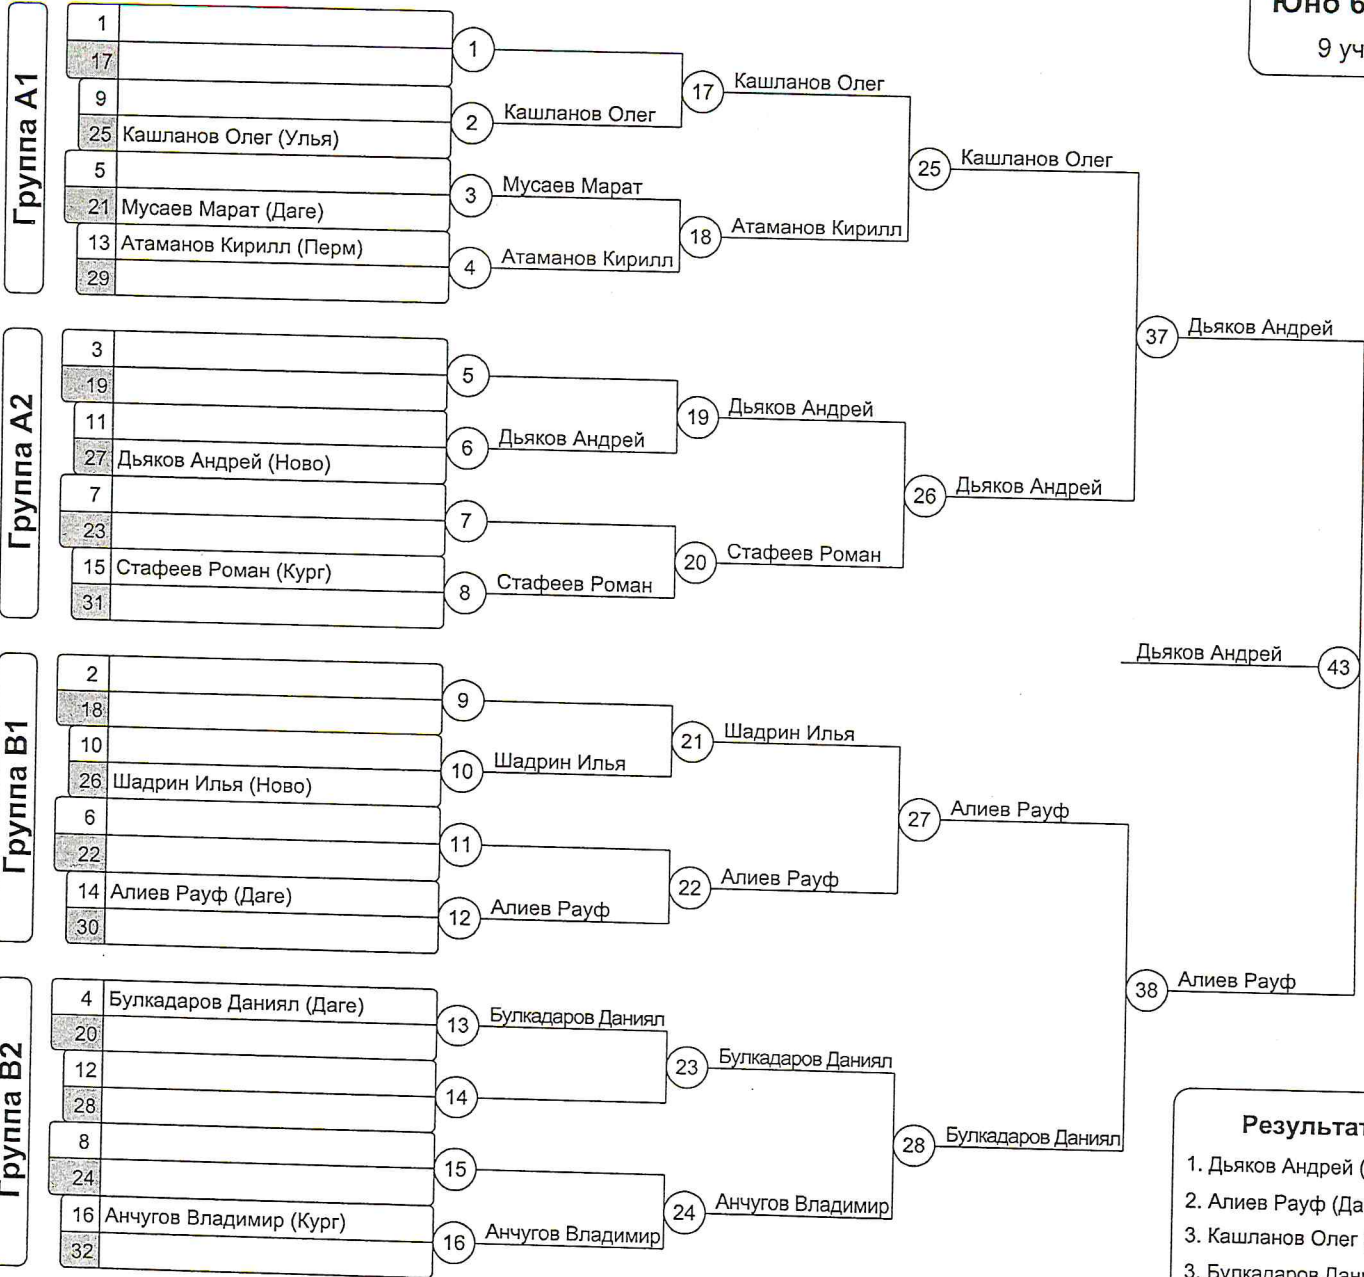 Юно 6
9 уч
Группа A1
1
17
9
25 Кашланов Олег (Улья)
5
21 Мусаев Марат (Даге)
13 Атаманов Кирилл (Перм)
29
1
2 Кашланов Олег
3 Мусаев Марат
4 Атаманов Кирилл
17 Кашланов Олег
18 Атаманов Кирилл
25 Кашланов Олег
Группа A2
3
19
11
27 Дьяков Андрей (Ново)
7
23
15 Стафеев Роман (Кург)
31
5
6 Дьяков Андрей
7
8 Стафеев Роман
19 Дьяков Андрей
20 Стафеев Роман
26 Дьяков Андрей
37 Дьяков Андрей
Дьяков Андрей 43
Группа B1
2
18
10
26 Шадрин Илья (Ново)
6
22
14 Алиев Рауф (Даге)
30
9
10 Шадрин Илья
11
12 Алиев Рауф
21 Шадрин Илья
22 Алиев Рауф
27 Алиев Рауф
Группа B2
4 Булкадаров Даниял (Даге)
20
12
28
8
24
16 Анчугов Владимир (Кург)
32
13 Булкадаров Даниял
14
15
16 Анчугов Владимир
23 Булкадаров Даниял
24 Анчугов Владимир
28 Булкадаров Даниял
38 Алиев Рауф
Результат
1. Дьяков Андрей (
2. Алиев Рауф (Да
3. Кашланов Олег
3. Булкадаров Дани